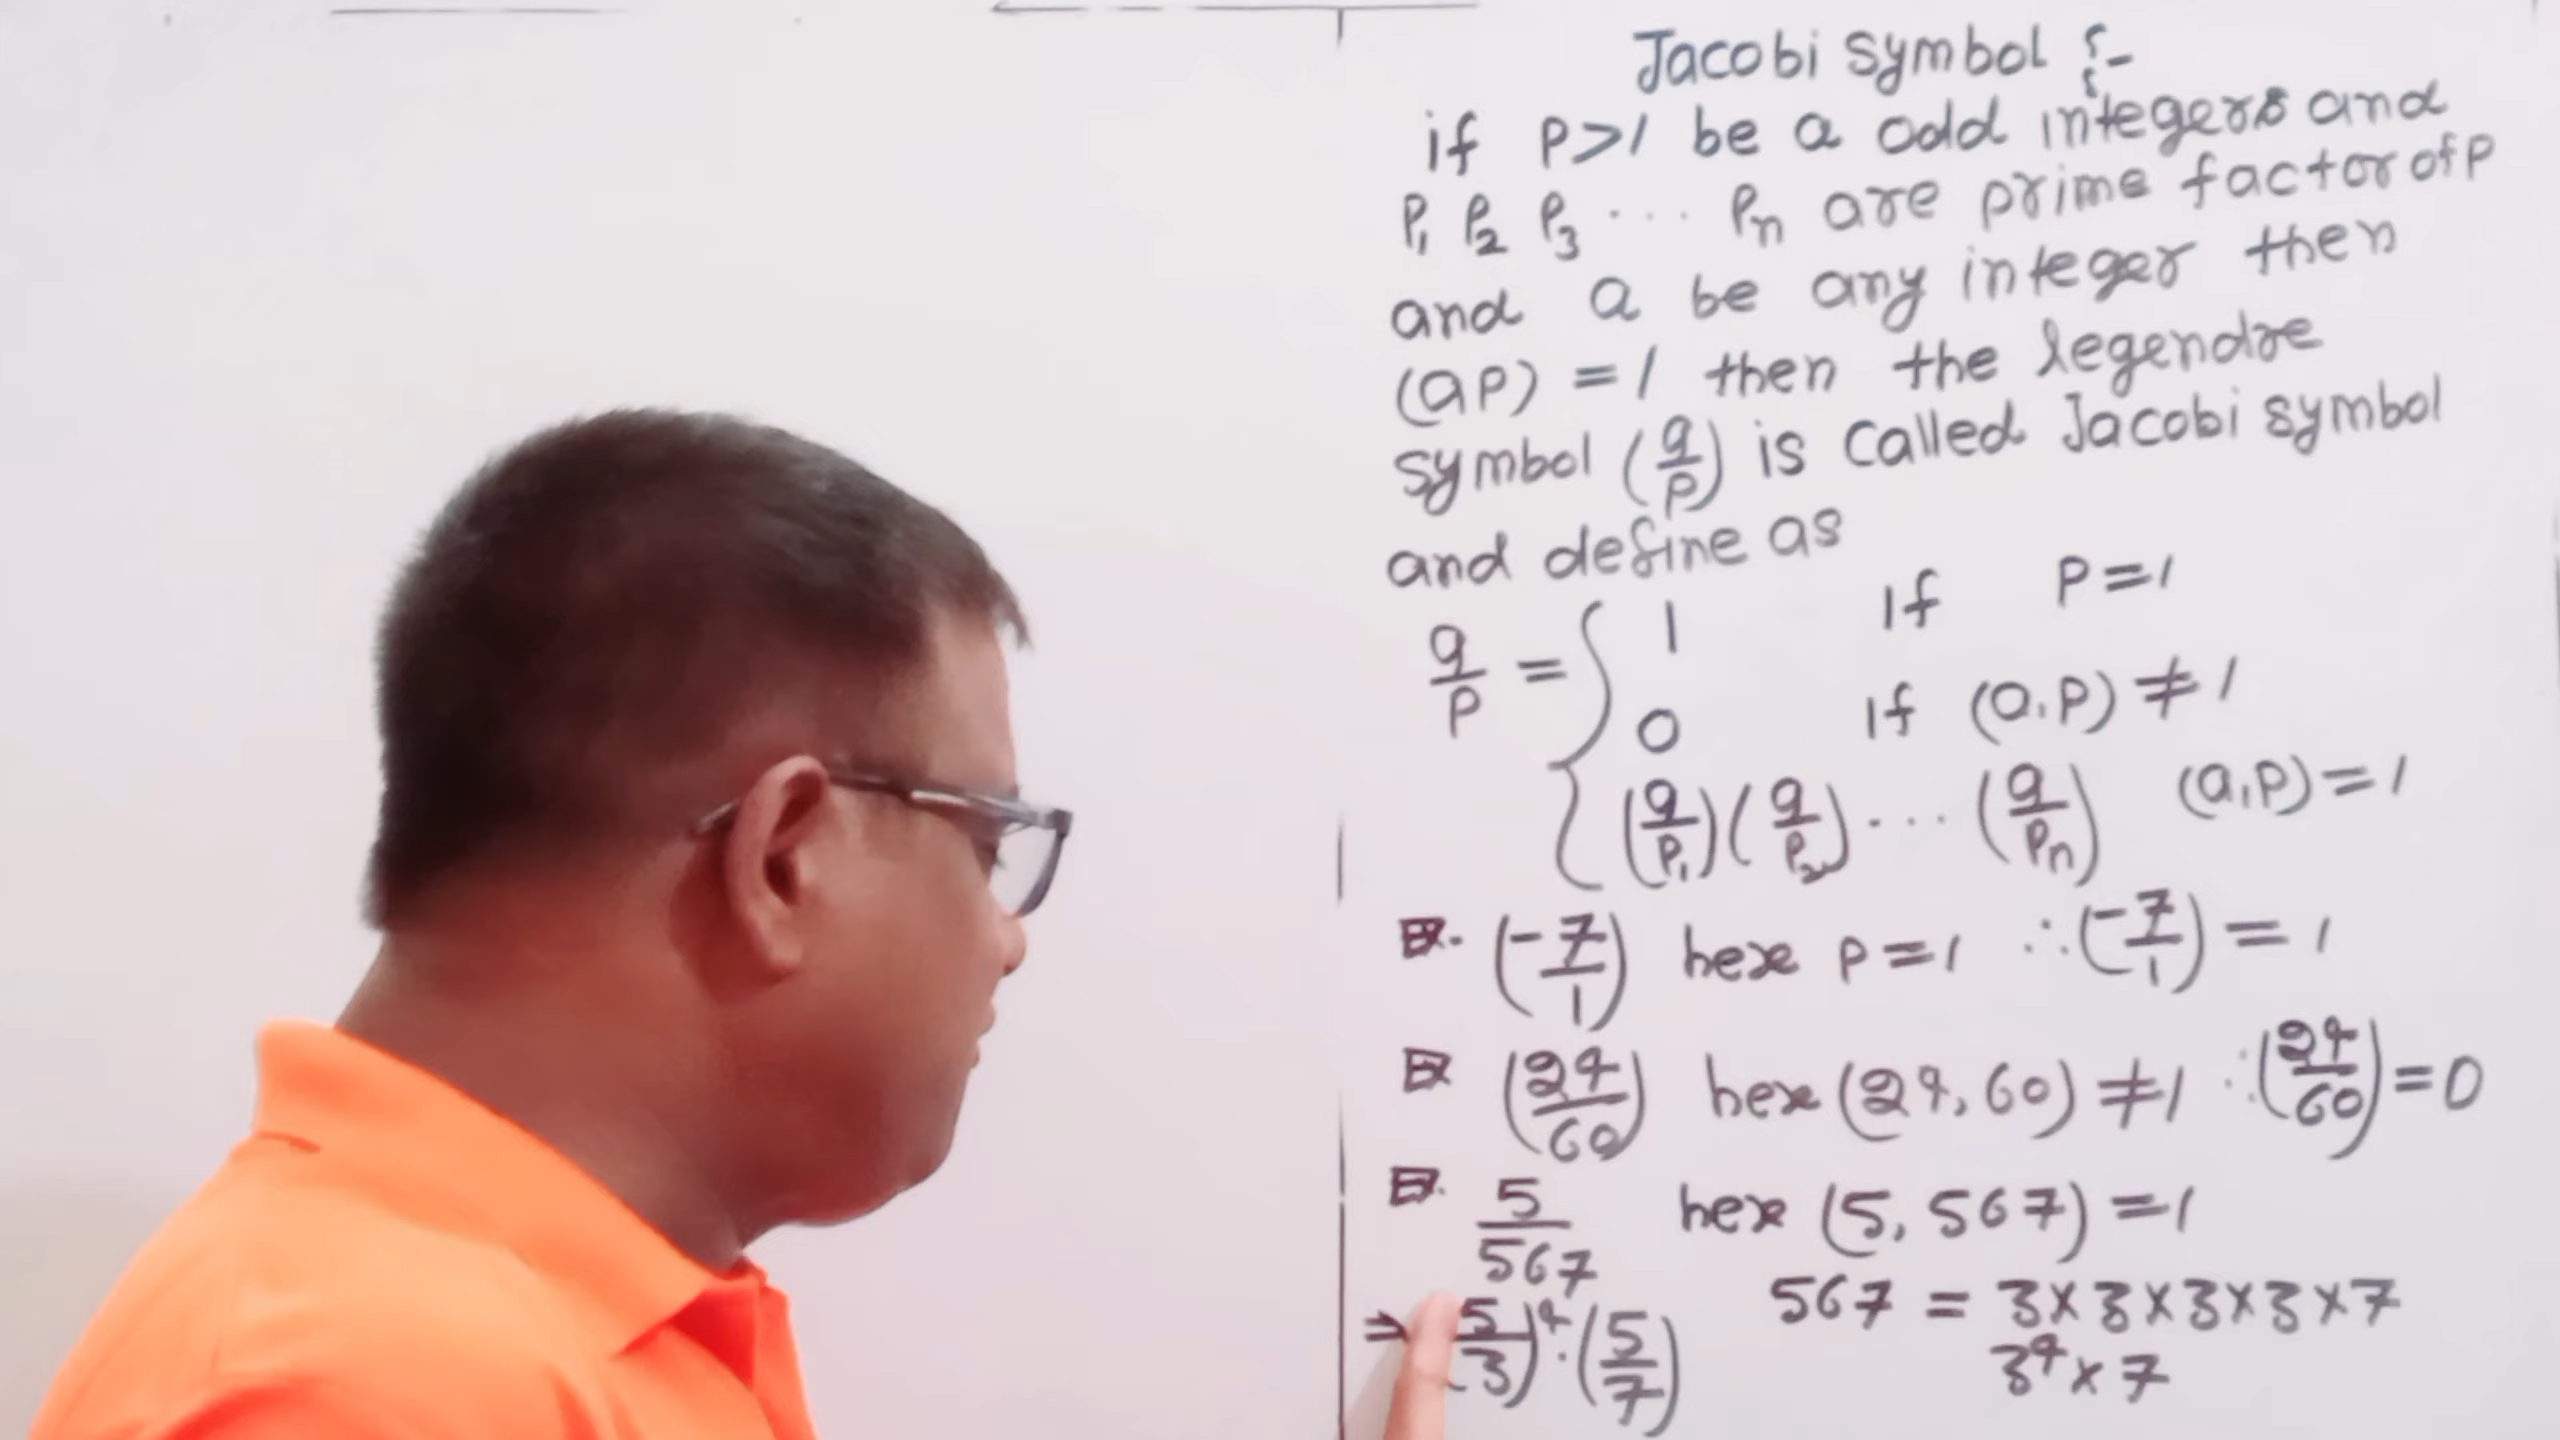 Jacobi Symbol :-
if P>1 be a odd integers and
P₁ P₂ P₃ ... Pₙ are prime factor of P
and a be any integer then
(a P) = 1 then the legendre
symbol (a/P) is called Jacobi symbol
and define as
a/P = { 1 if P=1
0 if (a,P) ≠ 1
(a/P₁)(a/P₂) ... (a/Pₙ) (a,P)=1
Ex. (-7/1) here P=1 ∴ (-7/1) = 1
Ex (24/60) here (24, 60) ≠ 1 ∴ (24/60) = 0
Ex. 5/567 here (5, 567) = 1
567 = 3×3×3×3×7
⇒ (5/3)⁴·(5/7) 3⁴×7